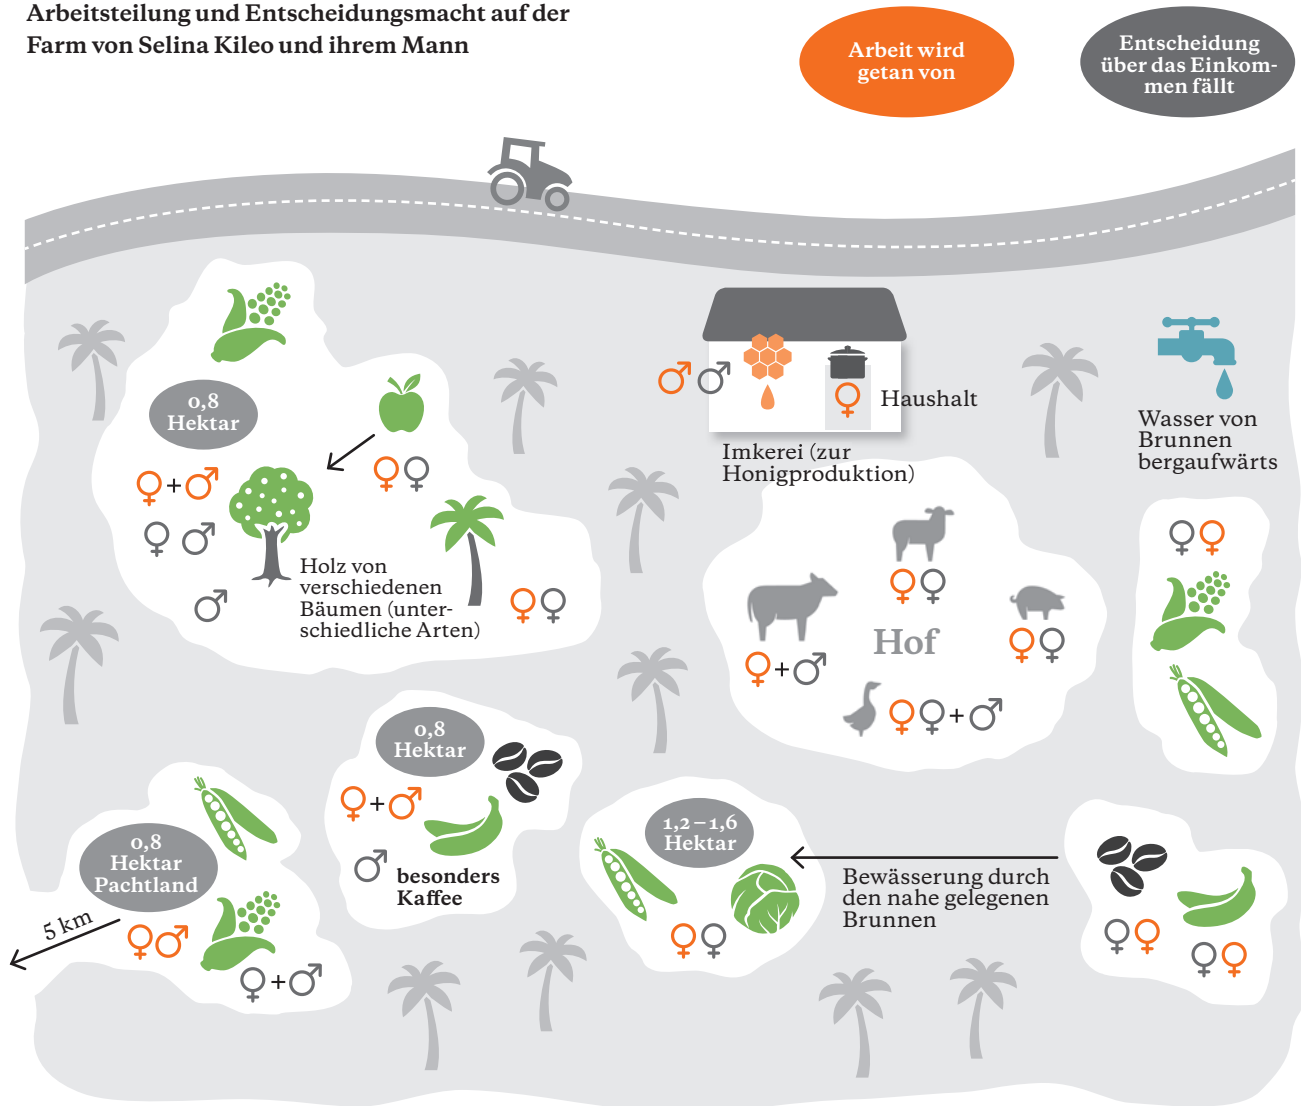 Arbeitsteilung und Entscheidungsmacht auf der
Farm von Selina Kileo und ihrem Mann
Arbeit wird
getan von
Entscheidung
über das Einkom-
men fällt
0,8
Hektar
Haushalt
Imkerei (zur
Honigproduktion)
Wasser von
Brunnen
bergaufwärts
Holz von
verschiedenen
Bäumen (unter-
schiedliche Arten)
Hof
0,8
Hektar
besonders
Kaffee
0,8
Hektar
Pachtland
5 km
1,2–1,6
Hektar
Bewässerung durch
den nahe gelegenen
Brunnen